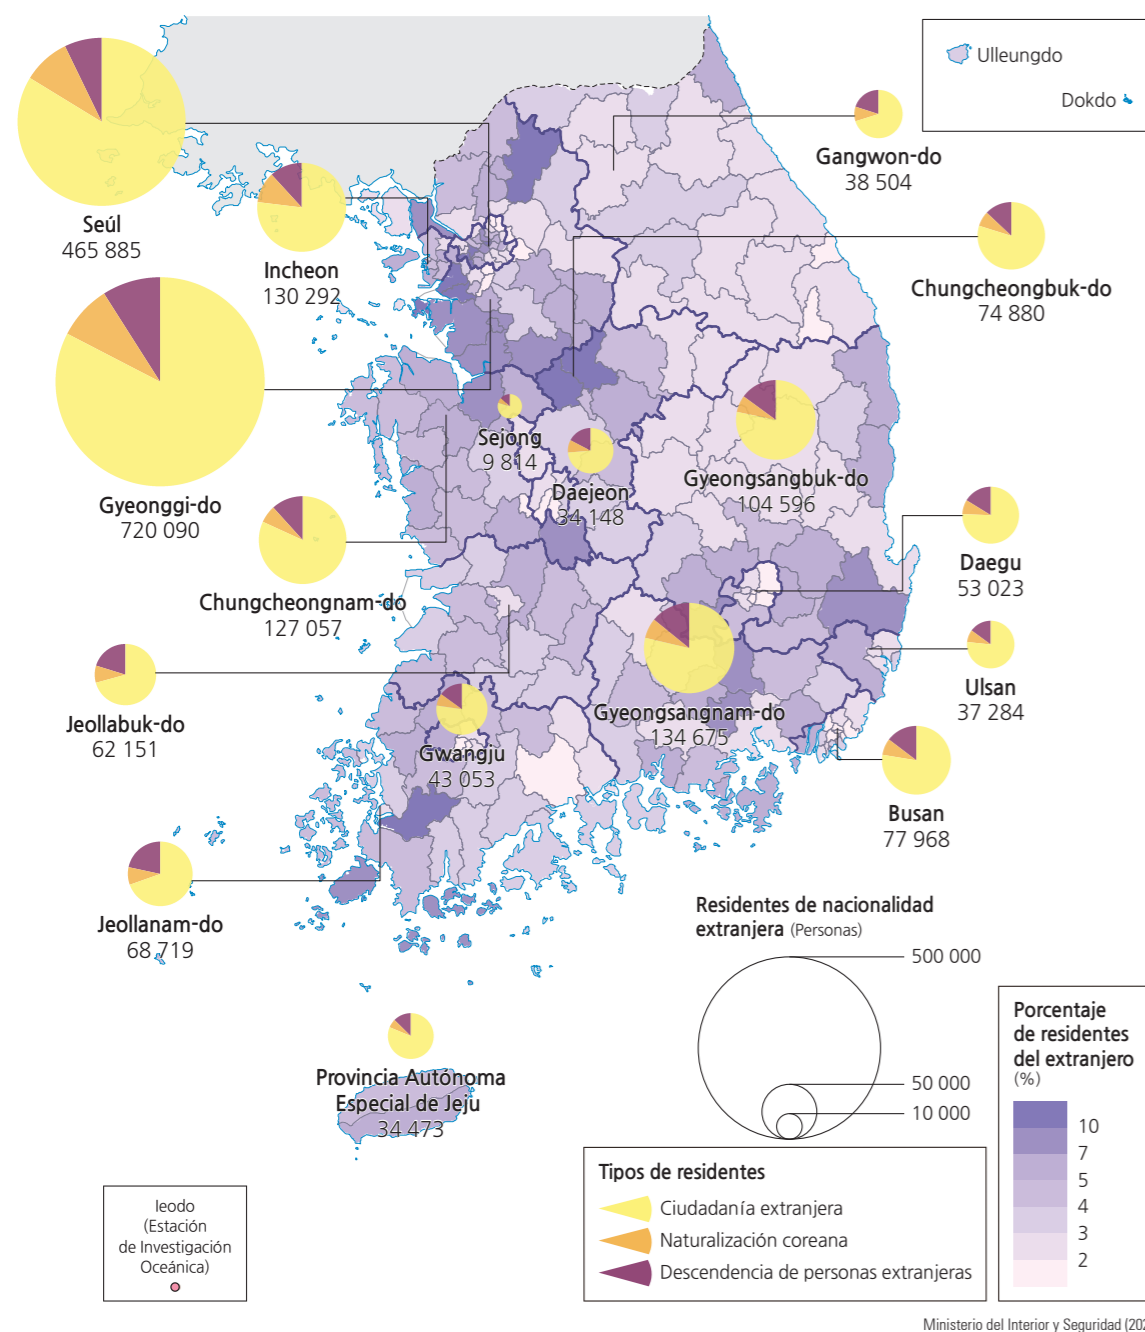 Ulleungdo
Dokdo
Gangwon-do
38 504
Seúl
465 885
Incheon
130 292
Chungcheongbuk-do
74 880
Gyeonggi-do
720 090
Sejong
9 814
Daejeon
34 148
Gyeongsangbuk-do
104 596
Chungcheongnam-do
127 057
Daegu
53 023
Jeollabuk-do
62 151
Gwangju
43 053
Gyeongsangnam-do
134 675
Ulsan
37 284
Busan
77 968
Jeollanam-do
68 719
Provincia Autónoma
Especial de Jeju
34 473
Ieodo
(Estación
de Investigación
Oceánica)
Residentes de nacionalidad
extranjera (Personas)
500 000
50 000
10 000
Tipos de residentes
Ciudadanía extranjera
Naturalización coreana
Descendencia de personas extranjeras
Porcentaje
de residentes
del extranjero
(%)
10
7
5
4
3
2
Ministerio del Interior y Seguridad